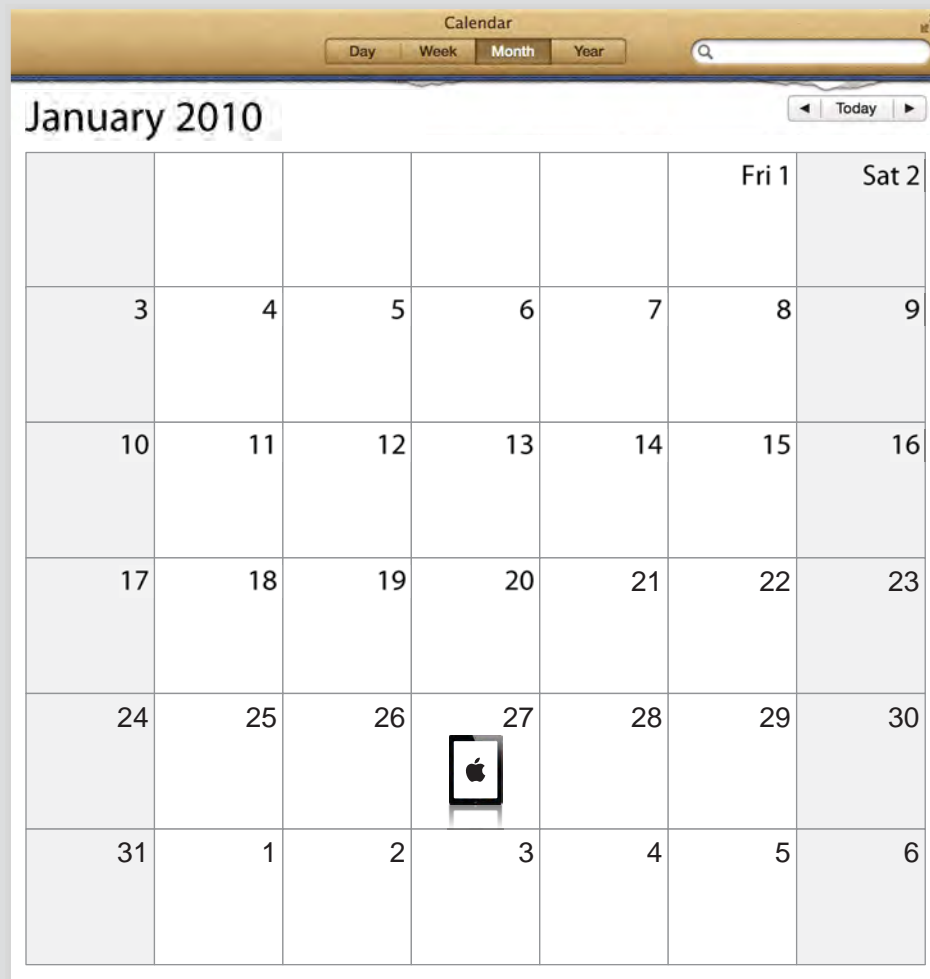 Calendar
Day Week Month Year
January 2010
Today
Fri 1 Sat 2
3 4 5 6 7 8 9
10 11 12 13 14 15 16
17 18 19 20 21 22 23
24 25 26 27 28 29 30
31 1 2 3 4 5 6